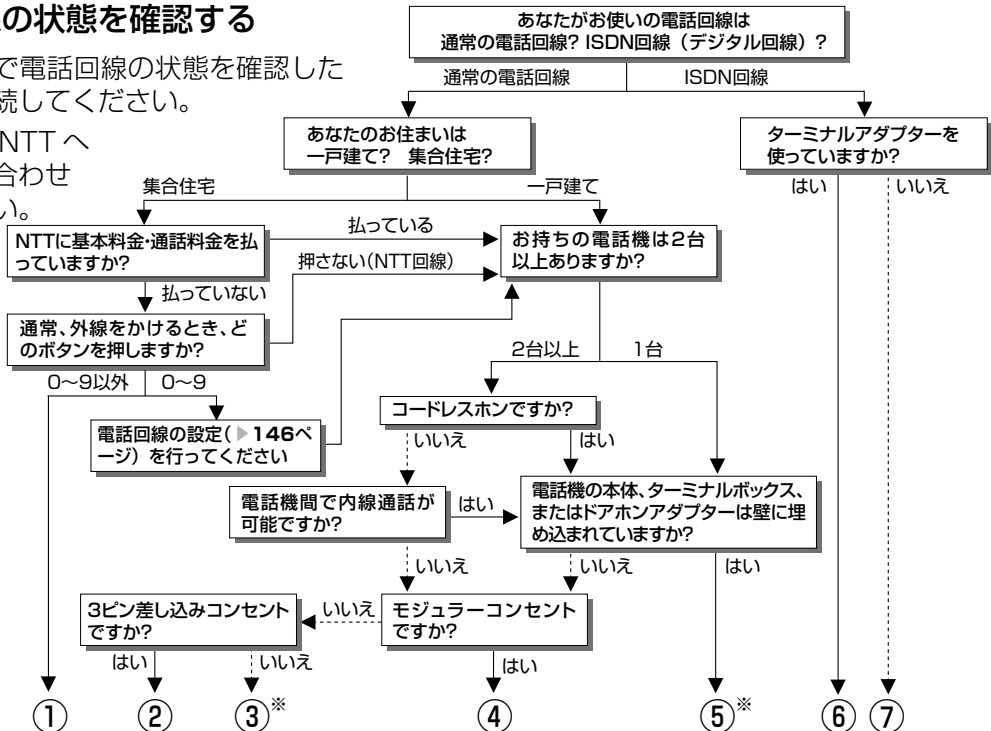 の状態を確認する
で電話回線の状態を確認した
続してください。
NTT へ
合わせ
い。
あなたがお使いの電話回線は
通常の電話回線? ISDN回線（デジタル回線）?
通常の電話回線
ISDN回線
あなたのお住まいは
一戸建て? 集合住宅?
ターミナルアダプターを
使っていますか?
集合住宅
一戸建て
はい
いいえ
NTTに基本料金・通話料金を払
っていますか?
払っている
お持ちの電話機は2台
以上ありますか?
払っていない
押さない（NTT回線）
通常、外線をかけるとき、ど
のボタンを押しますか?
2台以上
1台
0～9以外
0～9
コードレスホンですか?
電話回線の設定（▶146ペ
ージ）を行ってください
いいえ
はい
電話機間で内線通話が
可能ですか?
はい
電話機の本体、ターミナルボックス、
またはドアホンアダプターは壁に埋
め込まれていますか?
いいえ
いいえ
はい
3ピン差し込みコンセント
ですか?
いいえ
モジュラーコンセント
ですか?
はい
いいえ
はい
①
②
③※
④
⑤※
⑥
⑦